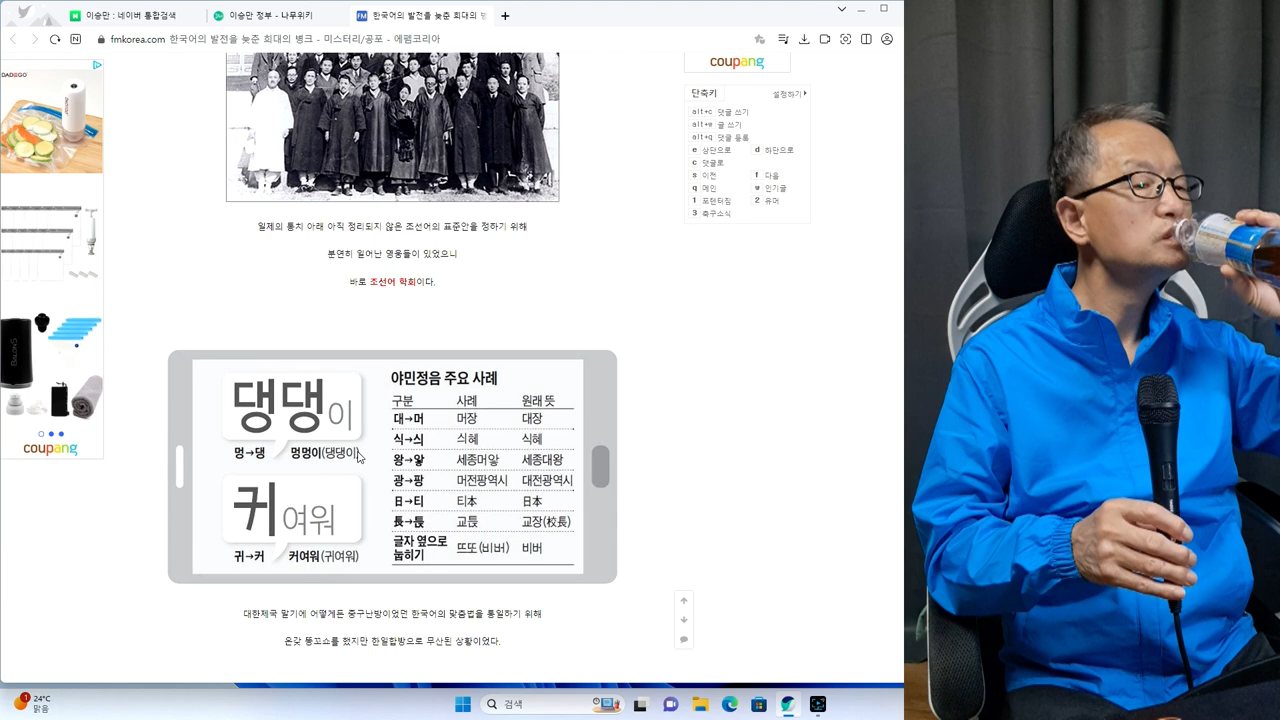 이승만 : 네이버 통합검색
이승만 정부 - 나무위키
FM 한국어의 발전을 늦춘 희대의 병
fmkorea.com 한국어의 발전을 늦춘 희대의 병크 - 미스터리/공포 - 에펨코리아
DADOGO
coupang
coupang
단축키 설정하기
alt+c 댓글 쓰기
alt+w 글 쓰기
alt+q 댓글 등록
e 상단으로 d 하단으로
c 댓글로
s 이전 f 다음
q 메인 w 인기글
1 포텐터짐 2 유머
3 축구소식
일제의 통치 아래 아직 정리되지 않은 조선어의 표준안을 정하기 위해
분연히 일어난 영웅들이 있었으니
바로 조선어 학회이다.
댕댕이
멍→댕 멍멍이(댕댕이)
귀여워
귀→커 커여워(귀여워)
야민정음 주요 사례
구분 사례 원래 뜻
대→머 머장 대장
식→싀 싀혜 식혜
왕→앟 세종머앟 세종대왕
광→팡 머전팡역시 대전광역시
日→티 티本 日本
長→튽 교튽 교장(校長)
글자 옆으로 눕히기 뜨또(비버) 비버
대한제국 말기에 어떻게든 중구난방이었던 한국어의 맞춤법을 통일하기 위해
온갖 똥꼬쇼를 했지만 한일합방으로 무산된 상황이었다.
1
24°C
맑음
검색